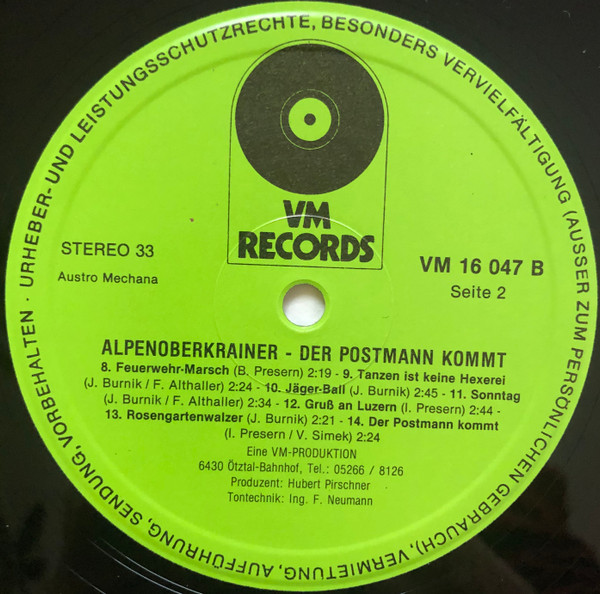 URHEBER- UND LEISTUNGSSCHUTZRECHTE, BESONDERS VERVIELFÄLTIGUNG (AUSSER ZUM PERSÖNLICHEN GEBRAUCH), VERMIETUNG, AUFFÜHRUNG, SENDUNG, VORBEHALTEN ·
VM
RECORDS
STEREO 33
Austro Mechana
VM 16 047 B
Seite 2
ALPENOBERKRAINER - DER POSTMANN KOMMT
8. Feuerwehr-Marsch (B. Presern) 2:19 - 9. Tanzen ist keine Hexerei
(J. Burnik / F. Althaller) 2:24 - 10. Jäger-Ball (J. Burnik) 2:45 - 11. Sonntag
(J. Burnik / F. Althaller) 2:34 - 12. Gruß an Luzern (I. Presern) 2:44 -
13. Rosengartenwalzer (J. Burnik) 2:21 - 14. Der Postmann kommt
(I. Presern / V. Simek) 2:24
Eine VM-PRODUKTION
6430 Ötztal-Bahnhof, Tel.: 05266 / 8126
Produzent: Hubert Pirschner
Tontechnik: Ing. F. Neumann